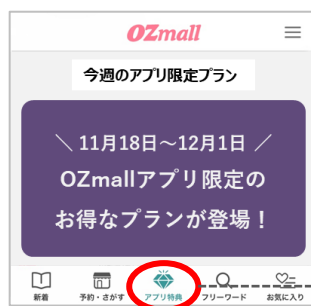 OZmall
今週のアプリ限定プラン
＼ 11月18日～12月1日 ／
OZmallアプリ限定の
お得なプランが登場！
新着
予約・さがす
アプリ特典
フリーワード
お気に入り